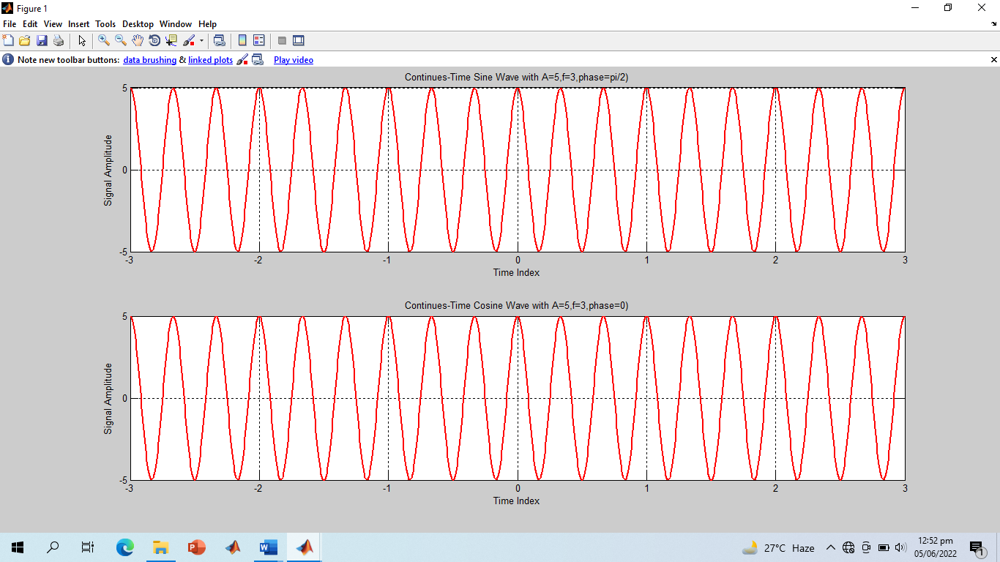 Figure 1
File Edit View Insert Tools Desktop Window Help
Note new toolbar buttons: data brushing & linked plots Play video
Continues-Time Sine Wave with A=5,f=3,phase=pi/2)
5
0
-5
Signal Amplitude
-3 -2 -1 0 1 2 3
Time Index
Continues-Time Cosine Wave with A=5,f=3,phase=0)
5
0
-5
Signal Amplitude
-3 -2 -1 0 1 2 3
Time Index
27°C Haze
12:52 pm
05/06/2022
1